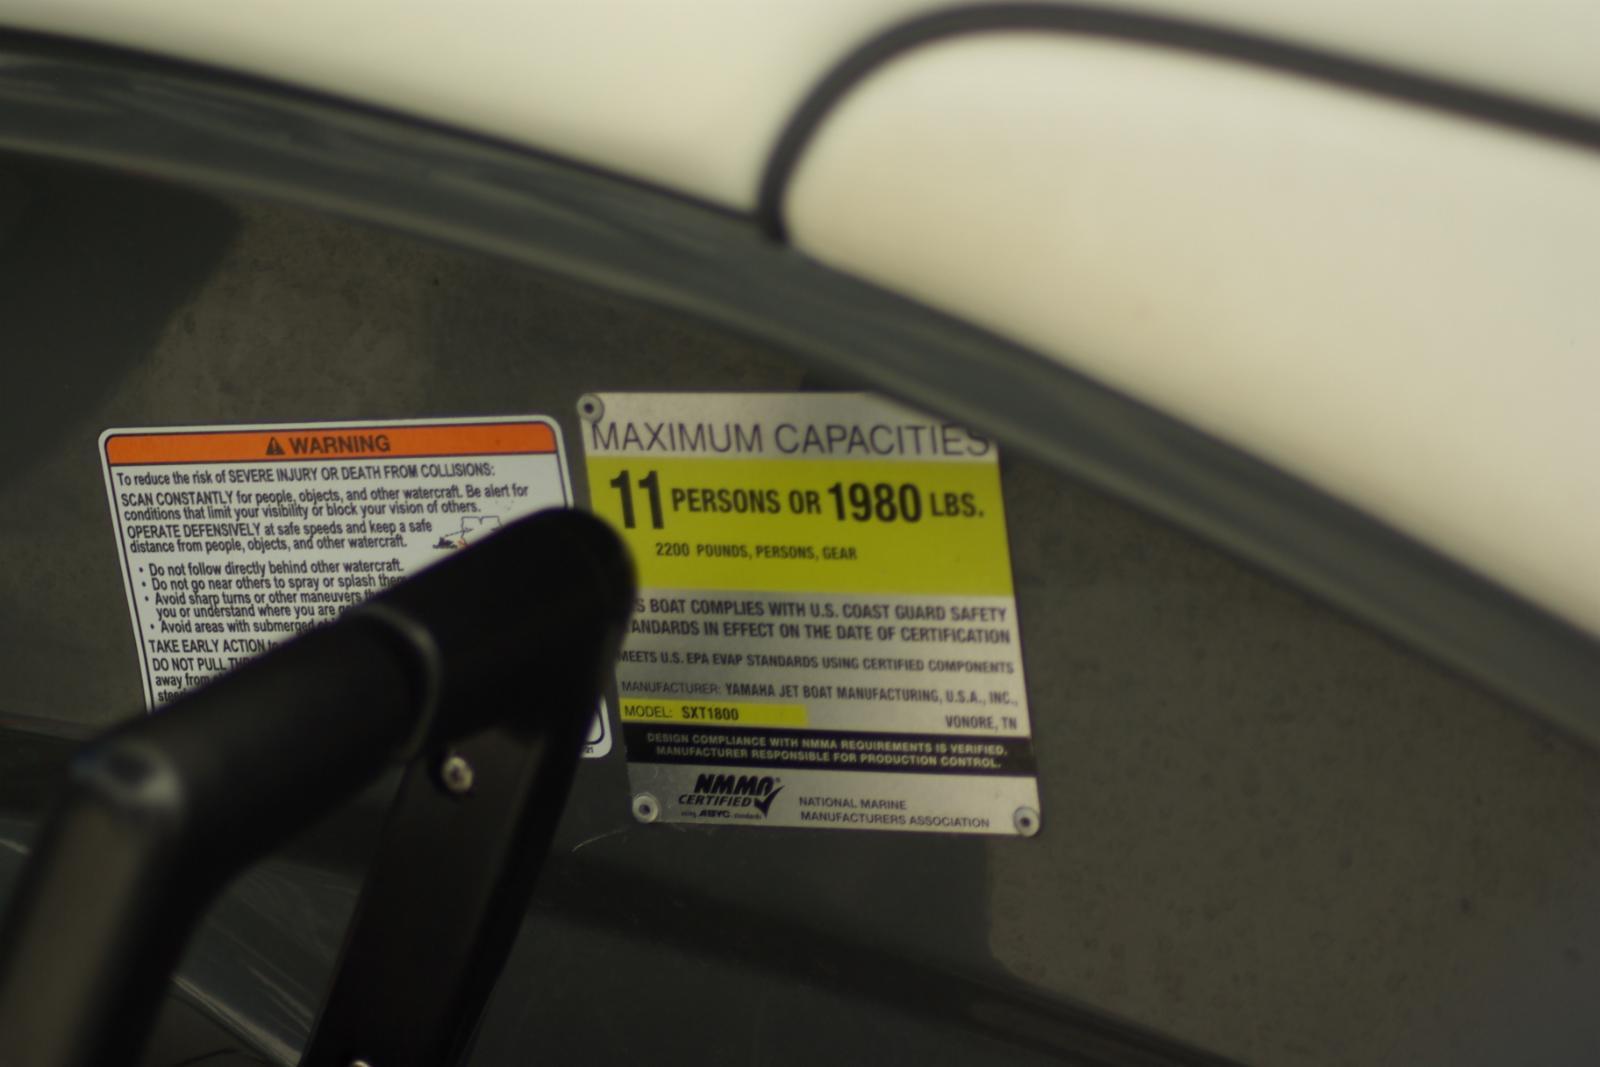 WARNING
To reduce the risk of SEVERE INJURY OR DEATH FROM COLLISIONS:
SCAN CONSTANTLY for people, objects, and other watercraft. Be alert for
conditions that limit your visibility or block your vision of others.
OPERATE DEFENSIVELY at safe speeds and keep a safe
distance from people, objects, and other watercraft.
• Do not follow directly behind other watercraft.
• Do not go near others to spray or splash
• Avoid sharp turns or other maneuvers
you or understand where you are
• Avoid areas with submerged
TAKE EARLY ACTION
DO NOT PULL
away from
MAXIMUM CAPACITIES
11 PERSONS OR 1980 LBS.
2200 POUNDS, PERSONS, GEAR
BOAT COMPLIES WITH U.S. COAST GUARD SAFETY
IN EFFECT ON THE DATE OF CERTIFICATION
MEETS U.S. EPA EVAP STANDARDS USING CERTIFIED COMPONENTS
MANUFACTURER: YAMAHA JET BOAT MANUFACTURING, U.S.A., INC.,
MODEL: SXT1800 VONORE, TN
DESIGN COMPLIANCE WITH NMMA REQUIREMENTS IS VERIFIED.
MANUFACTURER RESPONSIBLE FOR PRODUCTION CONTROL.
NMMA®
CERTIFIED
using ABYC standards
NATIONAL MARINE
MANUFACTURERS ASSOCIATION